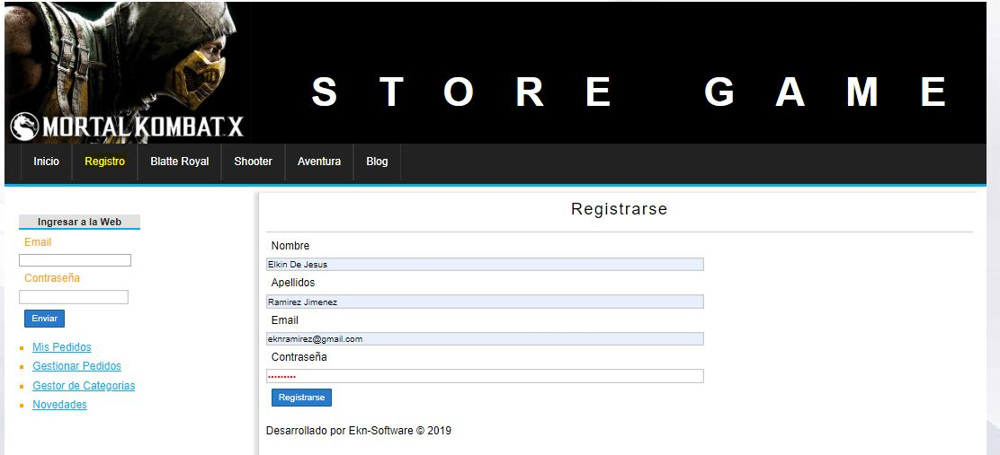 MORTAL KOMBAT X
STORE GAME
Inicio Registro Blatte Royal Shooter Aventura Blog
Ingresar a la Web
Email
Contraseña
Enviar
Mis Pedidos
Gestionar Pedidos
Gestor de Categorias
Novedades
Registrarse
Nombre
Elkin De Jesus
Apellidos
Ramirez Jimenez
Email
eknramirez@gmail.com
Contraseña
•••••••••
Registrarse
Desarrollado por Ekn-Software © 2019